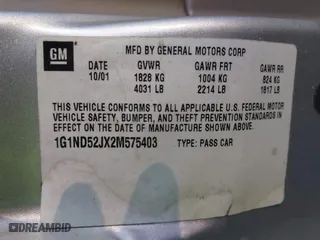 GM
MFD BY GENERAL MOTORS CORP
DATE GVWR GAWR FRT GAWR RR
10/01 1828 KG 1004 KG 824 KG
4031 LB 2214 LB 1817 LB
THIS VEHICLE CONFORMS TO ALL APPLICABLE U.S. FEDERAL MOTOR
VEHICLE SAFETY, BUMPER, AND THEFT PREVENTION STANDARDS IN
EFFECT ON THE DATE OF MANUFACTURE SHOWN ABOVE.
1G1ND52JX2M575403 TYPE: PASS CAR
DREAMBID